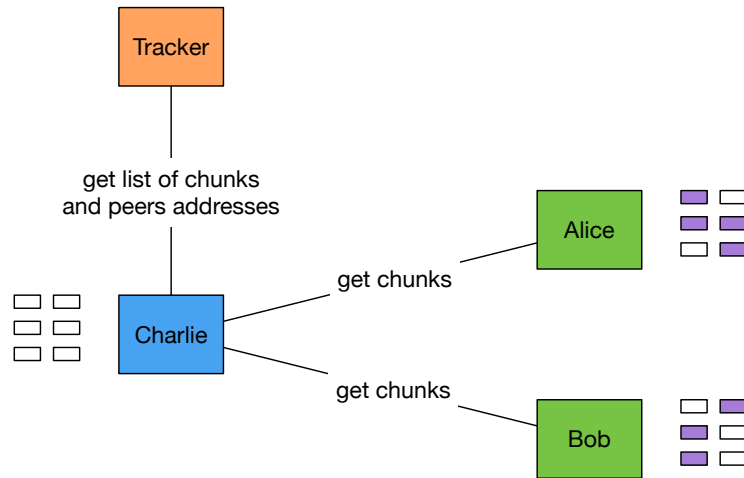 Tracker
get list of chunks
and peers addresses
Alice
get chunks
Charlie
get chunks
Bob